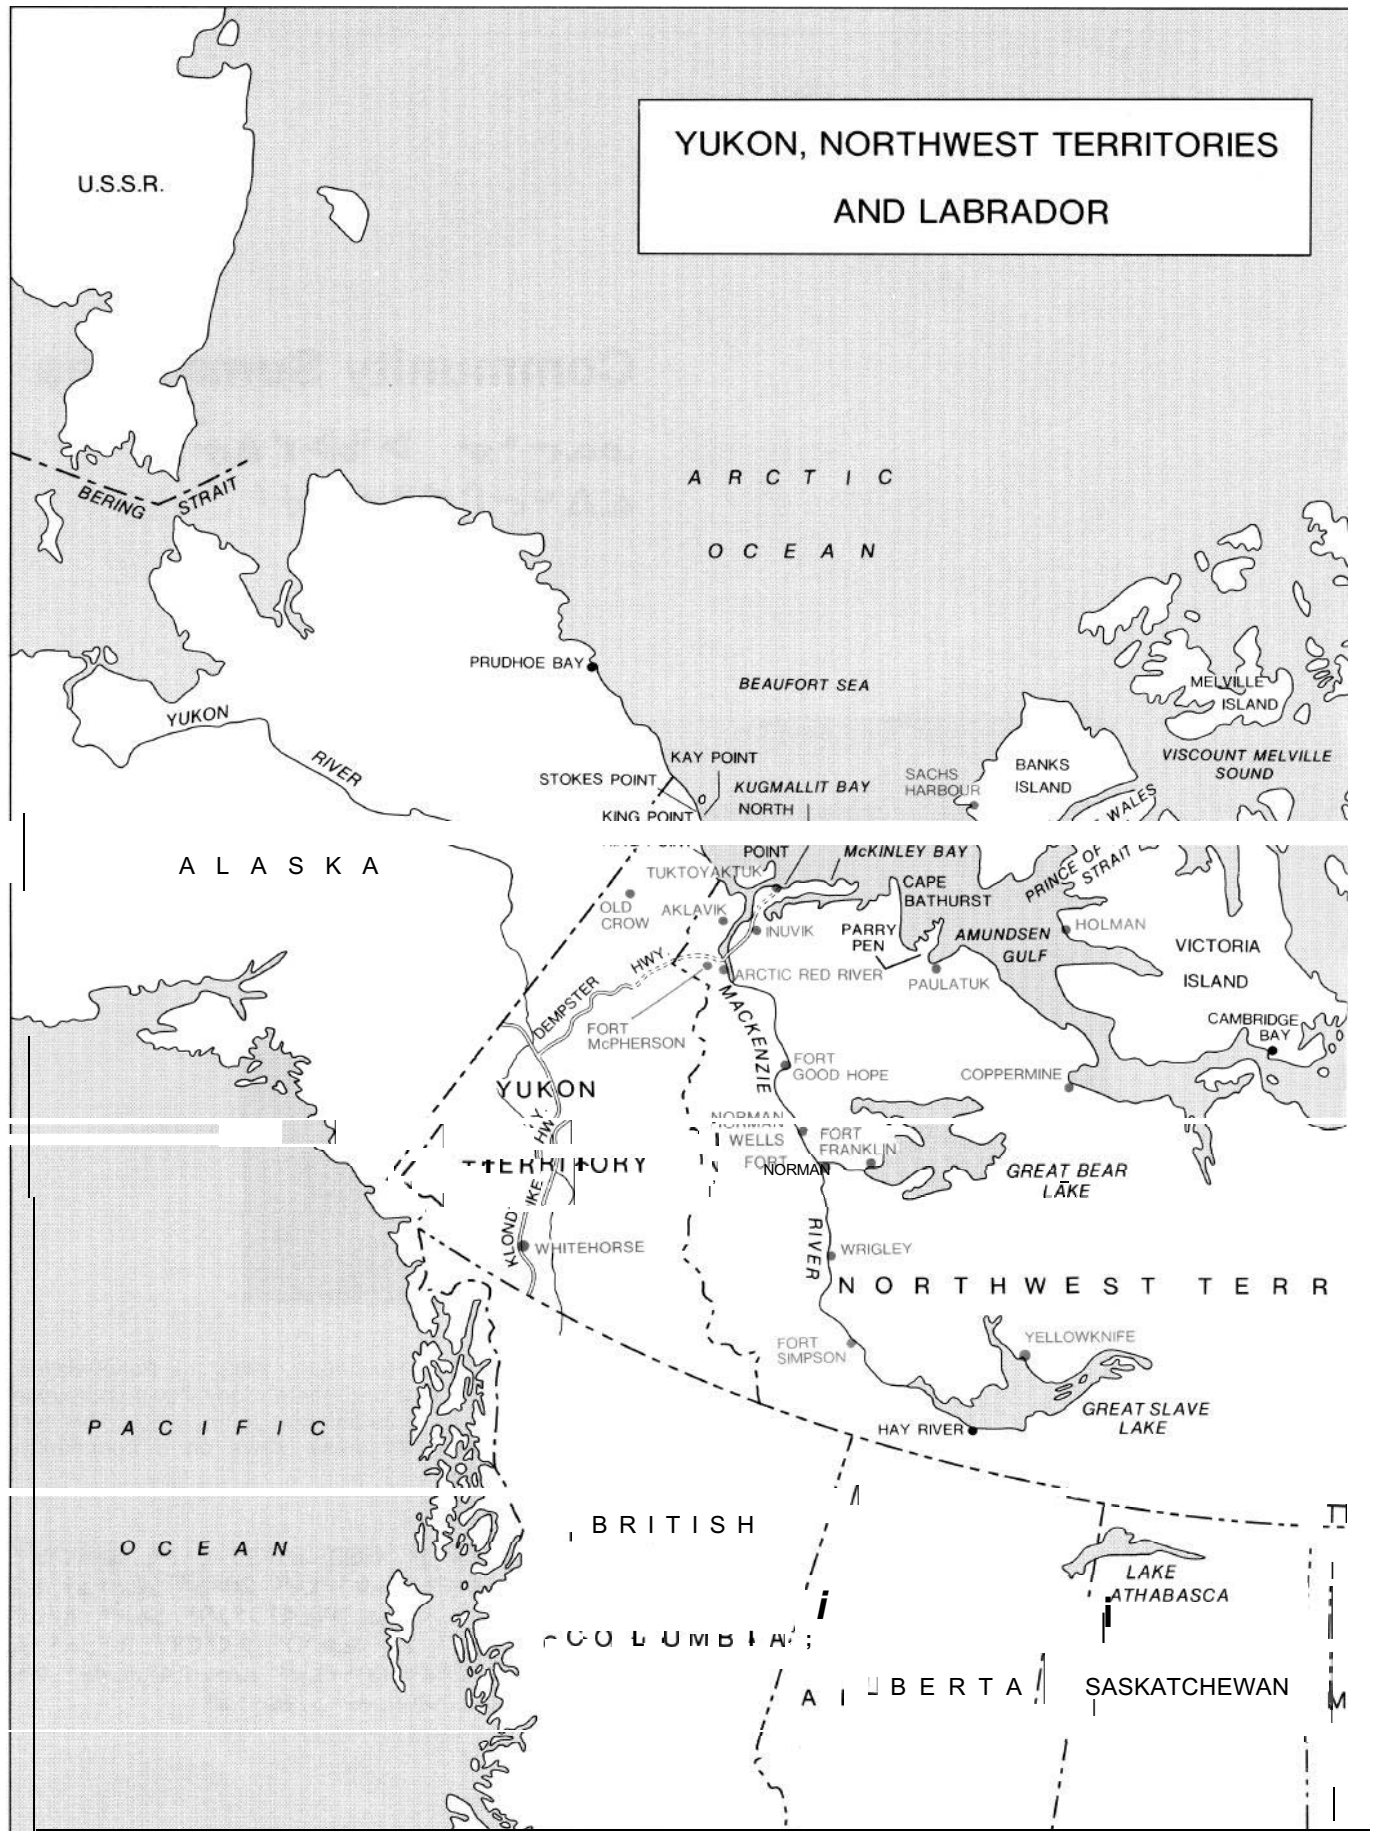 YUKON, NORTHWEST TERRITORIES
AND LABRADOR
U.S.S.R.
BERING STRAIT
ARCTIC
OCEAN
PRUDHOE BAY
BEAUFORT SEA
MELVILLE
ISLAND
YUKON
RIVER
KAY POINT
STOKES POINT
KING POINT
KUGMALLIT BAY
NORTH
POINT
SACHS
HARBOUR
BANKS
ISLAND
VISCOUNT MELVILLE
SOUND
PRINCE OF WALES
STRAIT
ALASKA
TUKTOYAKTUK
McKINLEY BAY
CAPE
BATHURST
OLD
CROW
AKLAVIK
INUVIK
PARRY
PEN
AMUNDSEN
GULF
HOLMAN
VICTORIA
ISLAND
DEMPSTER HWY.
ARCTIC RED RIVER
PAULATUK
FORT
McPHERSON
MACKENZIE
CAMBRIDGE
BAY
FORT
GOOD HOPE
COPPERMINE
YUKON
TERRITORY
NORMAN
WELLS
FORT
FRANKLIN
FORT
NORMAN
GREAT BEAR
LAKE
HWY.
KLONDIKE
WHITEHORSE
RIVER
WRIGLEY
NORTHWEST TERR
FORT
SIMPSON
YELLOWKNIFE
GREAT SLAVE
LAKE
HAY RIVER
PACIFIC
OCEAN
BRITISH
COLUMBIA
LAKE
ATHABASCA
BERTA
SASKATCHEWAN
M